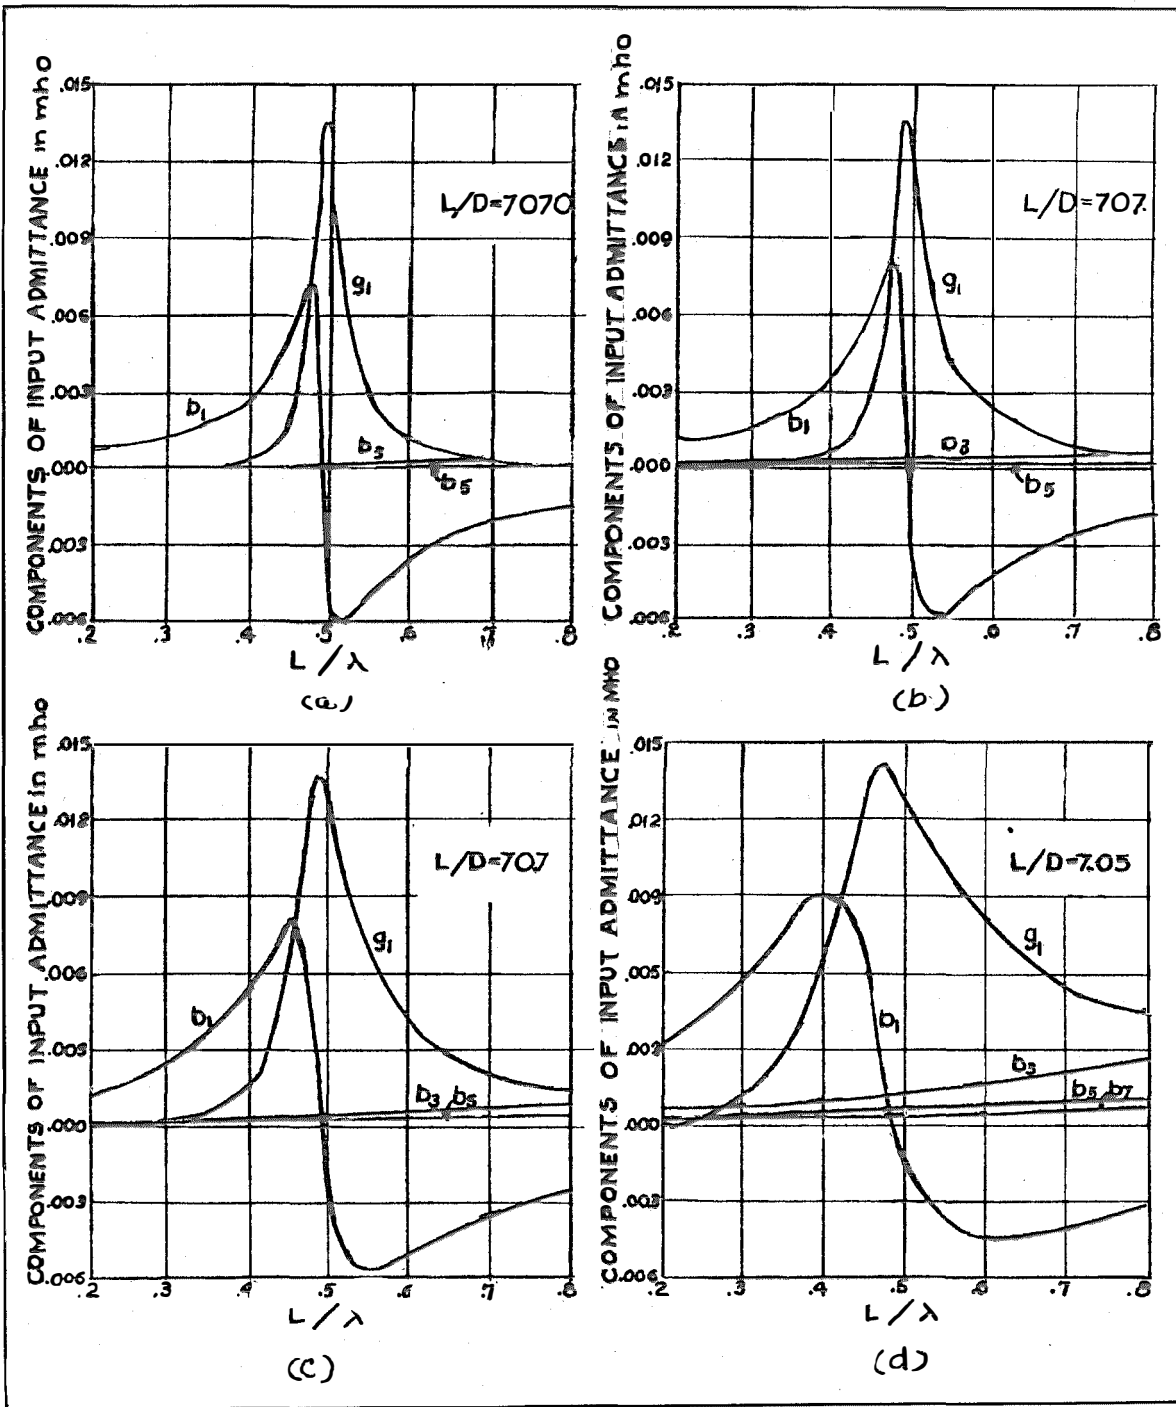 COMPONENTS OF INPUT ADMITTANCE in mho
.015
.012
.009
.006
.003
.000
.003
.006
L/D=7070
g₁
b₁
b₃
b₅
.2 .3 .4 .5 .6 .8
L/λ
(a)
COMPONENTS OF INPUT ADMITTANCE in mho
.015
.012
.009
.006
.003
.000
.003
.006
L/D=707.
g₁
b₁
b₃
b₅
.2 .3 .4 .5 .6 .7 .8
L/λ
(b)
COMPONENTS OF INPUT ADMITTANCE in mho
.015
.012
.009
.006
.003
.000
.003
.006
L/D=70.7
g₁
b₁
b₃ b₅
.2 .3 .4 .5 .6 .7 .8
L/λ
(c)
COMPONENTS OF INPUT ADMITTANCE IN MHO
.015
.012
.009
.006
.003
.000
.003
.006
L/D=7.05
g₁
b₁
b₃
b₅ b₇
.2 .3 .4 .5 .6 .7 .8
L/λ
(d)